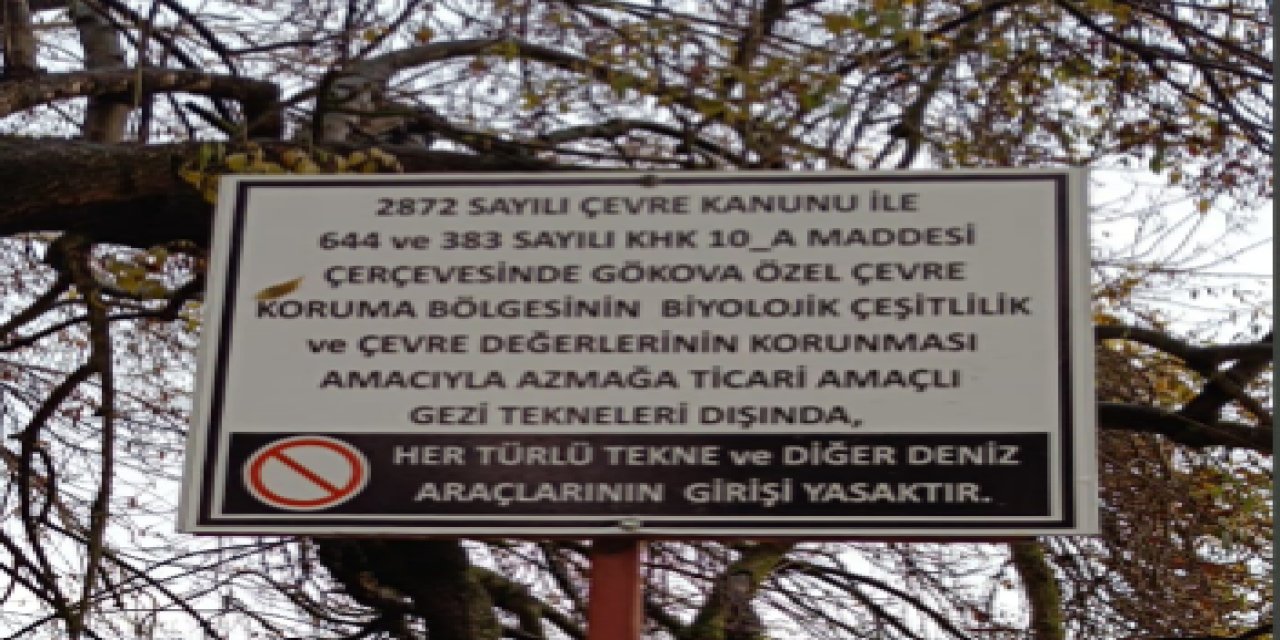 2872 SAYILI ÇEVRE KANUNU İLE
644 ve 383 SAYILI KHK 10_A MADDESİ
ÇERÇEVESİNDE GÖKOVA ÖZEL ÇEVRE
KORUMA BÖLGESİNİN BİYOLOJİK ÇEŞİTLİLİK
ve ÇEVRE DEĞERLERİNİN KORUNMASI
AMACIYLA AZMAĞA TİCARİ AMAÇLI
GEZİ TEKNELERİ DIŞINDA,
HER TÜRLÜ TEKNE ve DİĞER DENİZ
ARAÇLARININ GİRİŞİ YASAKTIR.